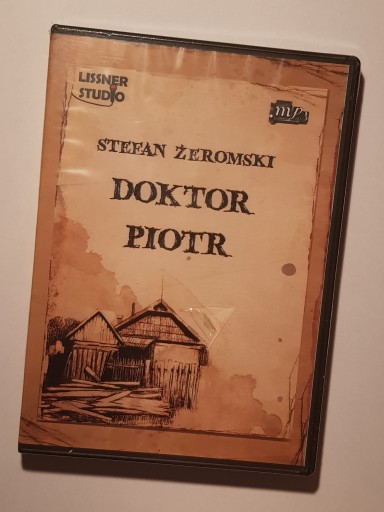 LISSNER
STUDIO
mp3
STEFAN ŻEROMSKI
DOKTOR
PIOTR